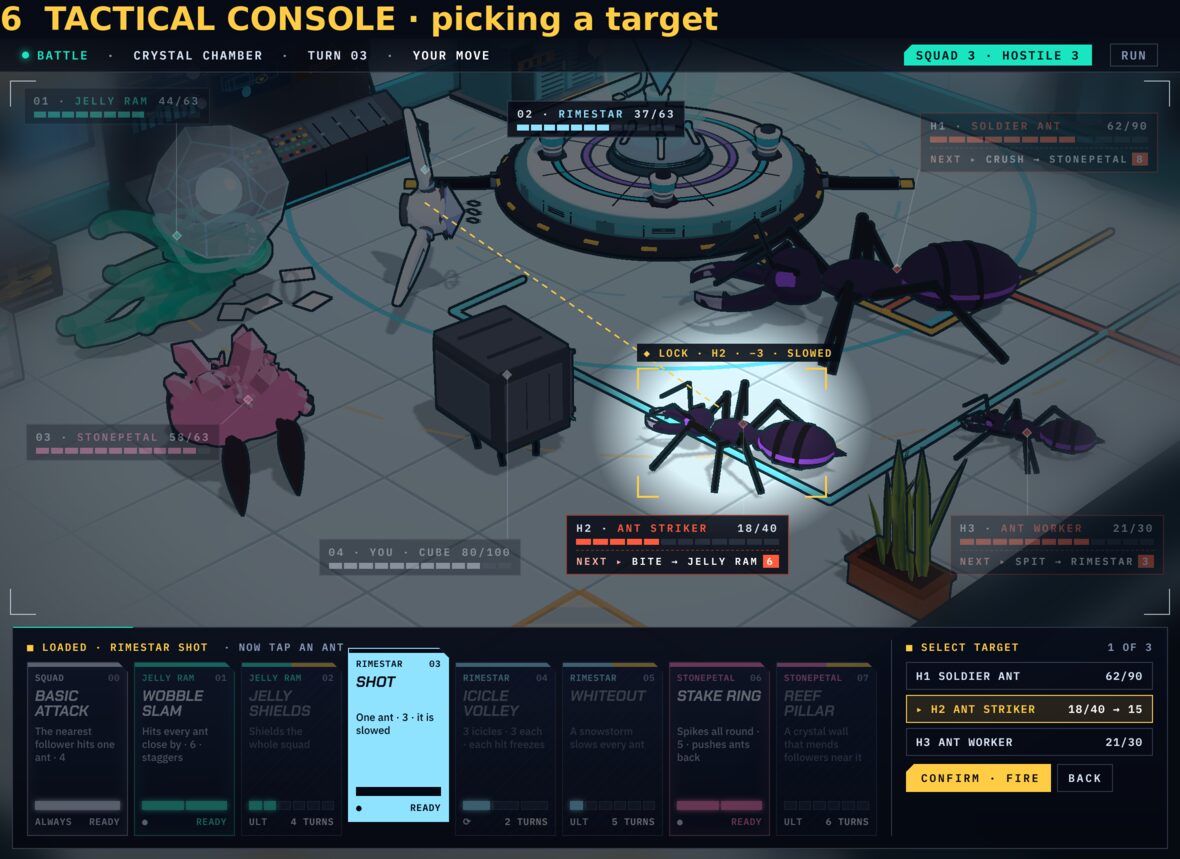 6 TACTICAL CONSOLE · picking a target
BATTLE · CRYSTAL CHAMBER · TURN 03 · YOUR MOVE
SQUAD 3 · HOSTILE 3
RUN
01 · JELLY RAM 44/63
02 · RIMESTAR 37/63
H1 · SOLDIER ANT 62/90
NEXT ▸ CRUSH → STONEPETAL 8
◆ LOCK · H2 · −3 · SLOWED
03 · STONEPETAL 58/63
04 · YOU · CUBE 80/100
H2 · ANT STRIKER 18/40
NEXT ▸ BITE → JELLY RAM 6
H3 · ANT WORKER 21/30
NEXT ▸ SPIT → RIMESTAR 3
■ LOADED · RIMESTAR SHOT · NOW TAP AN ANT
SQUAD 00
BASIC
ATTACK
The nearest
follower hits one
ant · 4
ALWAYS READY
JELLY RAM 01
WOBBLE
SLAM
Hits every ant
close by · 6 ·
staggers
● READY
JELLY RAM 02
JELLY
SHIELDS
Shields the
whole squad
ULT 4 TURNS
RIMESTAR 03
SHOT
One ant · 3 · it is
slowed
● READY
RIMESTAR 04
ICICLE
VOLLEY
3 icicles · 3 each
· each hit freezes
⟳ 2 TURNS
RIMESTAR 05
WHITEOUT
A snowstorm
slows every ant
ULT 5 TURNS
STONEPETAL 06
STAKE RING
Spikes all round ·
5 · pushes ants
back
● READY
STONEPETAL 07
REEF
PILLAR
A crystal wall
that mends
followers near it
ULT 6 TURNS
■ SELECT TARGET 1 OF 3
H1 SOLDIER ANT 62/90
▸ H2 ANT STRIKER 18/40 → 15
H3 ANT WORKER 21/30
CONFIRM · FIRE
BACK